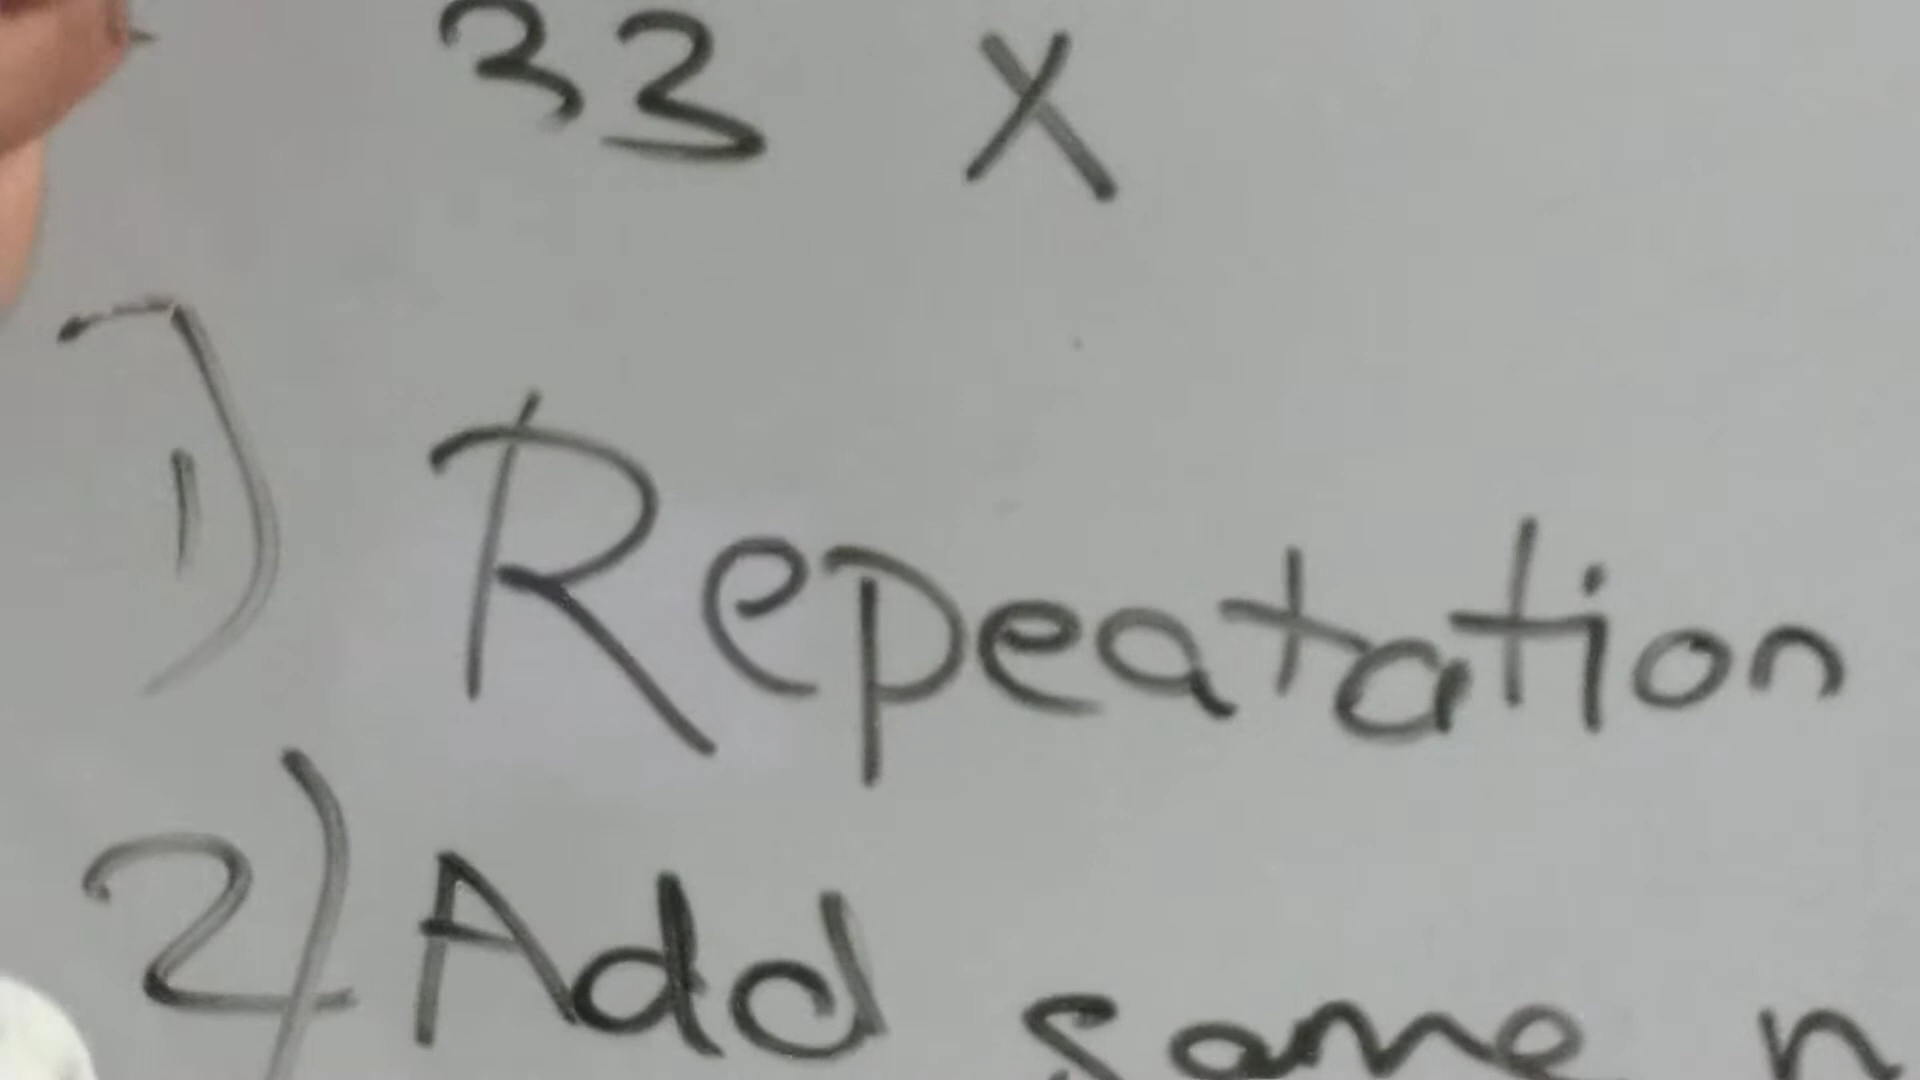 33 X
1) Repeatation
2) Add same n